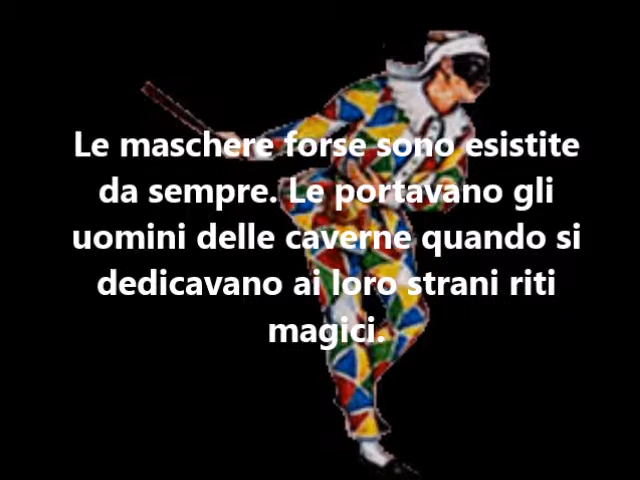 Le maschere forse sono esistite
da sempre. Le portavano gli
uomini delle caverne quando si
dedicavano ai loro strani riti
magici.